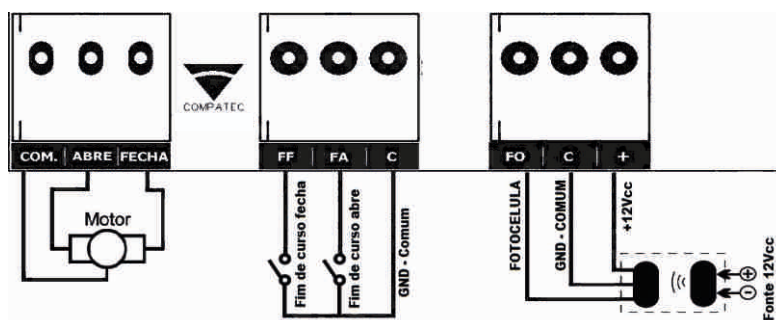 COMPATEC
COM. ABRE FECHA
FF FA C
FO C +
Motor
Fim de curso fecha
Fim de curso abre
GND - Comum
FOTOCELULA
GND - COMUM
+12Vcc
+
-
Fonte 12Vcc